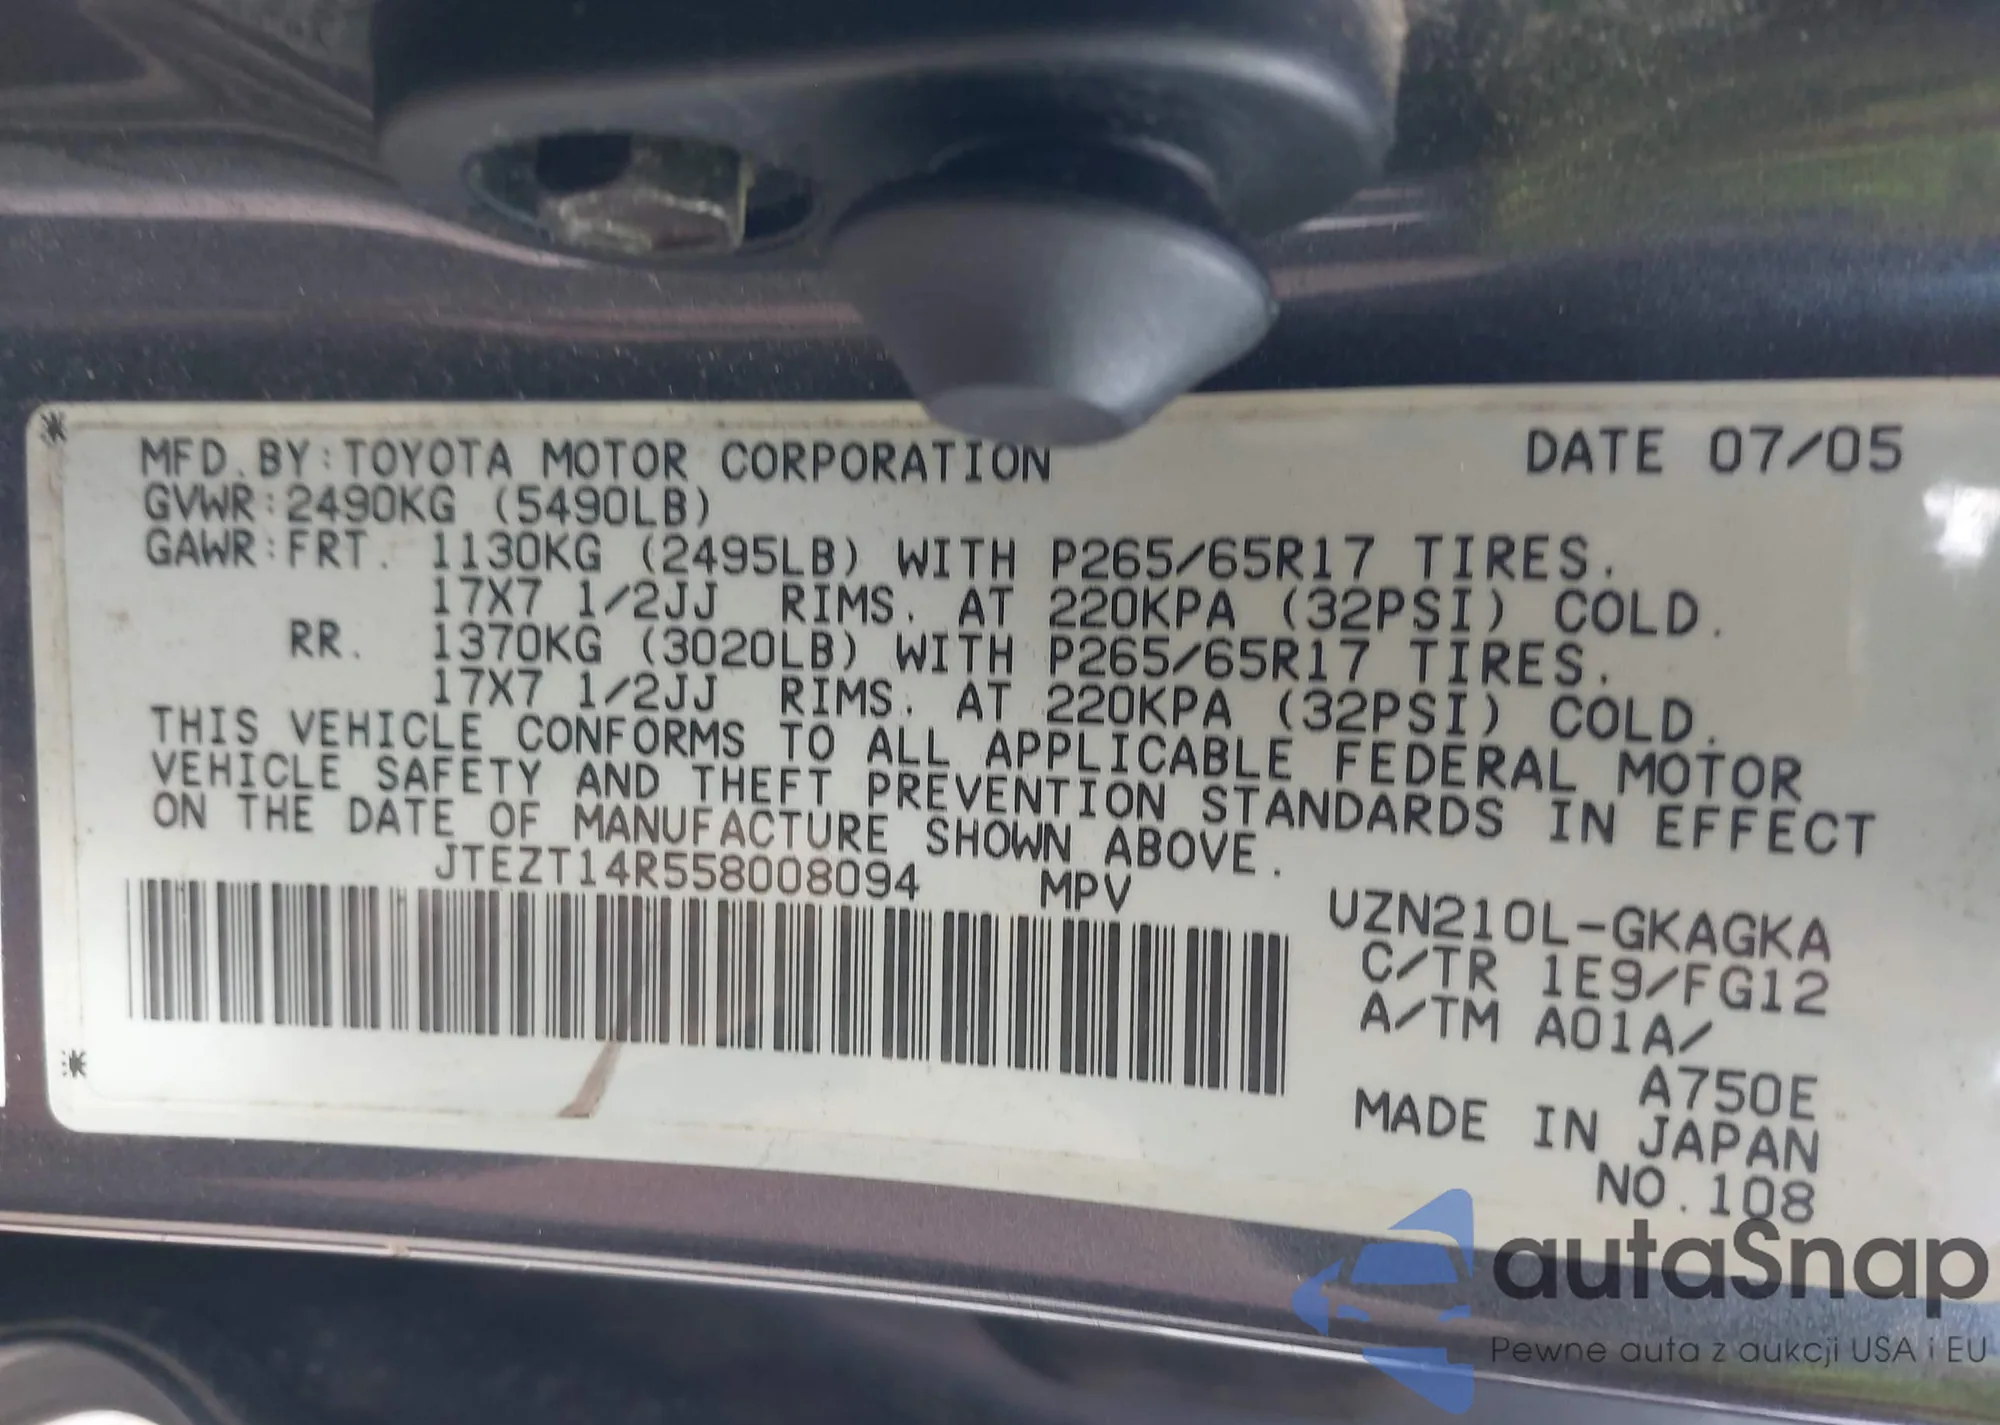 MFD. BY: TOYOTA MOTOR CORPORATION DATE 07/05
GVWR: 2490KG (5490LB)
GAWR: FRT. 1130KG (2495LB) WITH P265/65R17 TIRES.
17X7 1/2JJ RIMS. AT 220KPA (32PSI) COLD.
RR. 1370KG (3020LB) WITH P265/65R17 TIRES.
17X7 1/2JJ RIMS. AT 220KPA (32PSI) COLD.
THIS VEHICLE CONFORMS TO ALL APPLICABLE FEDERAL MOTOR
VEHICLE SAFETY AND THEFT PREVENTION STANDARDS IN EFFECT
ON THE DATE OF MANUFACTURE SHOWN ABOVE.
JTEZT14R558008094 MPV
UZN210L-GKAGKA
C/TR 1E9/FG12
A/TM A01A/
A750E
MADE IN JAPAN
NO.108
autaSnap
Pewne auta z aukcji USA i EU